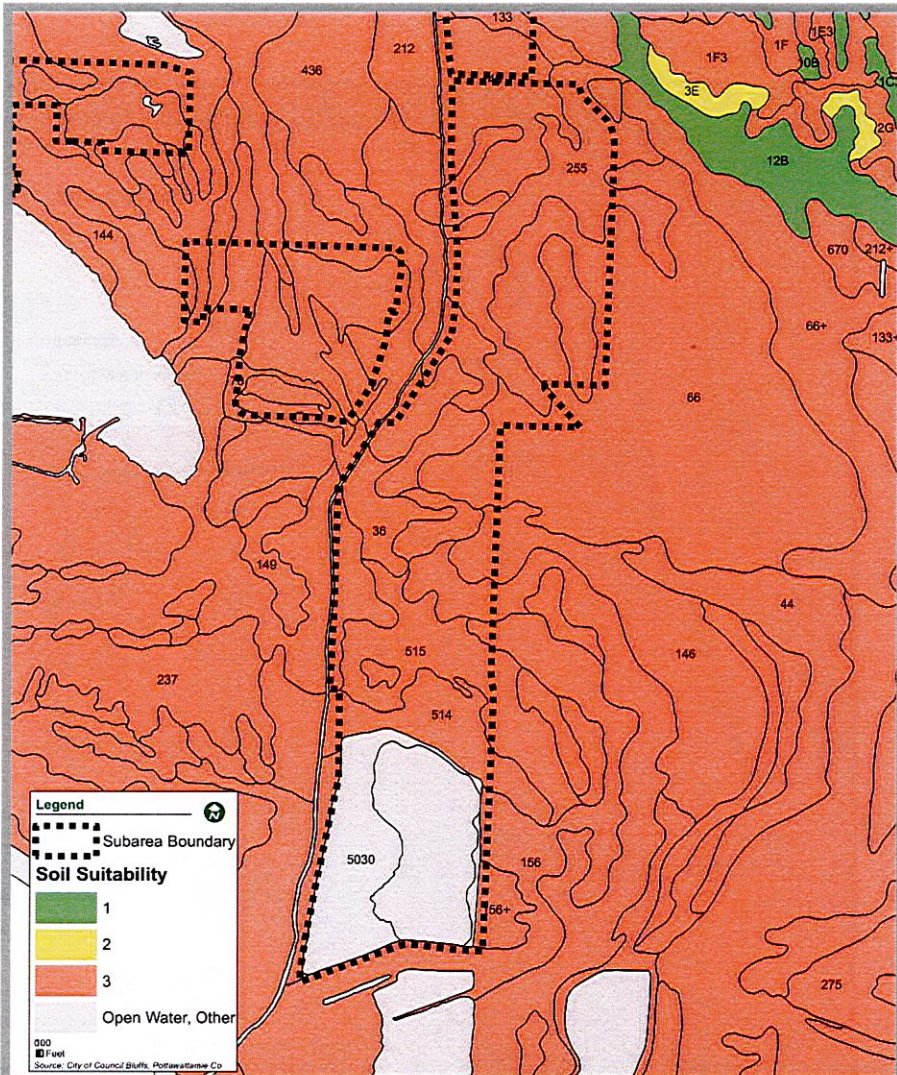 133
212
436
1F3
1F
1E3
10B
3E
1C3
2G
12B
255
144
670
212+
66+
133+
66
36
149
44
146
515
237
514
5030
156
56+
275
Legend
N
Subarea Boundary
Soil Suitability
1
2
3
Open Water, Other
000
Feet
Source: City of Council Bluffs, Pottawattamie Co